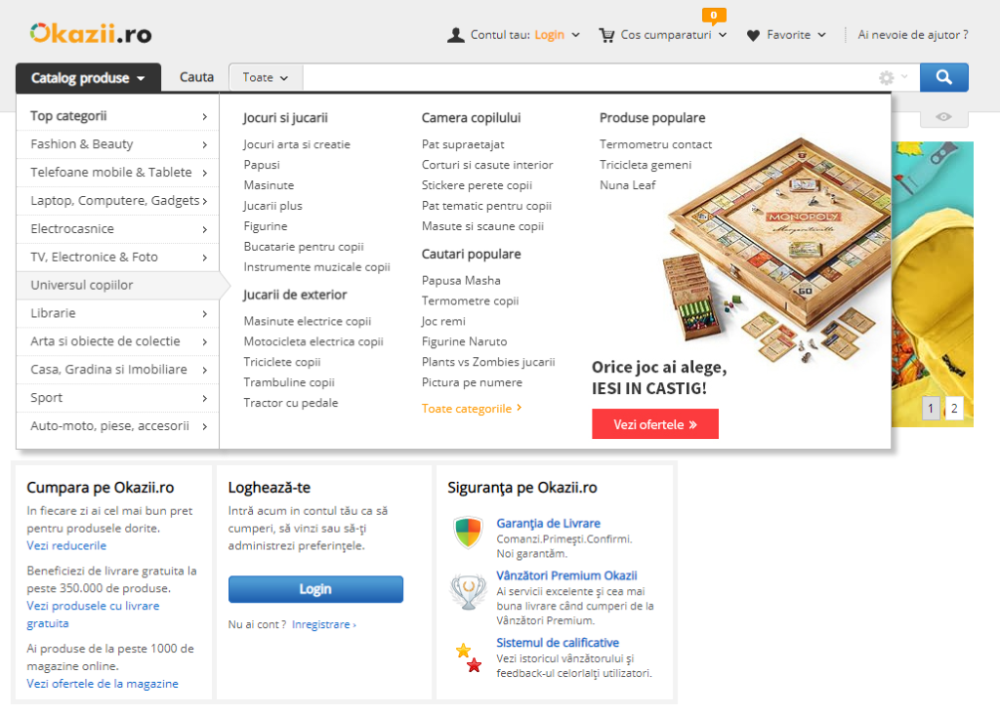 Okazii.ro
Contul tau: Login
0
Cos cumparaturi
Favorite
Ai nevoie de ajutor ?
Catalog produse
Cauta
Toate
Top categorii
Fashion & Beauty
Telefoane mobile & Tablete
Laptop, Computere, Gadgets
Electrocasnice
TV, Electronice & Foto
Universul copiilor
Librarie
Arta si obiecte de colectie
Casa, Gradina si Imobiliare
Sport
Auto-moto, piese, accesorii
Jocuri si jucarii
Jocuri arta si creatie
Papusi
Masinute
Jucarii plus
Figurine
Bucatarie pentru copii
Instrumente muzicale copii
Jucarii de exterior
Masinute electrice copii
Motocicleta electrica copii
Triciclete copii
Trambuline copii
Tractor cu pedale
Camera copilului
Pat supraetajat
Corturi si casute interior
Stickere perete copii
Pat tematic pentru copii
Masute si scaune copii
Cautari populare
Papusa Masha
Termometre copii
Joc remi
Figurine Naruto
Plants vs Zombies jucarii
Pictura pe numere
Toate categoriile
Produse populare
Termometru contact
Tricicleta gemeni
Nuna Leaf
MONOPOLY
GO
Orice joc ai alege,
IESI IN CASTIG!
Vezi ofertele »
1 2
Cumpara pe Okazii.ro
In fiecare zi ai cel mai bun pret
pentru produsele dorite.
Vezi reducerile
Beneficiezi de livrare gratuita la
peste 350.000 de produse.
Vezi produsele cu livrare
gratuita
Ai produse de la peste 1000 de
magazine online.
Vezi ofertele de la magazine
Loghează-te
Intră acum in contul tău ca să
cumperi, să vinzi sau să-ți
administrezi preferințele.
Login
Nu ai cont ? Inregistrare ›
Siguranța pe Okazii.ro
Garanția de Livrare
Comanzi.Primești.Confirmi.
Noi garantăm.
Vânzători Premium Okazii
Ai servicii excelente și cea mai
buna livrare când cumperi de la
Vânzători Premium.
Sistemul de calificative
Vezi istoricul vânzătorului și
feedback-ul celorlalți utilizatori.